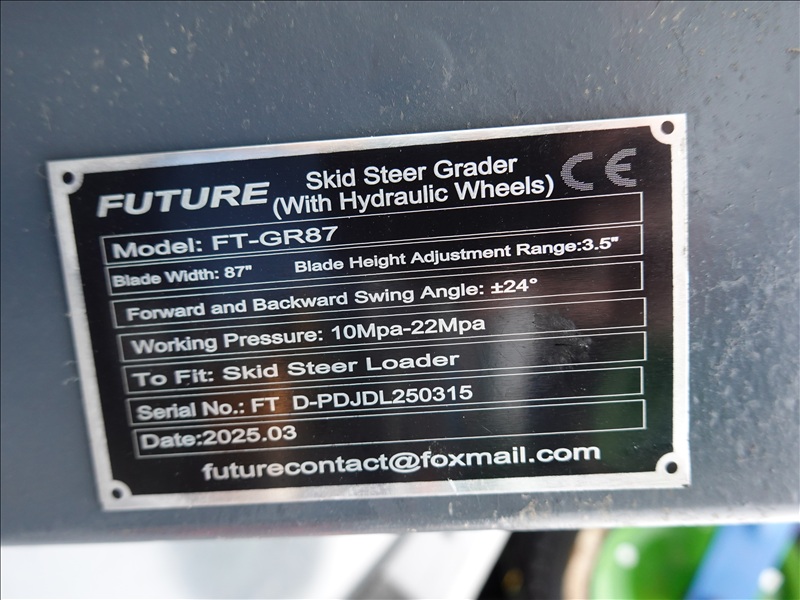 FUTURE Skid Steer Grader CE
(With Hydraulic Wheels)
Model: FT-GR87
Blade Width: 87" Blade Height Adjustment Range:3.5"
Forward and Backward Swing Angle: ±24°
Working Pressure: 10Mpa-22Mpa
To Fit: Skid Steer Loader
Serial No.: FT D-PDJDL250315
Date:2025.03
futurecontact@foxmail.com